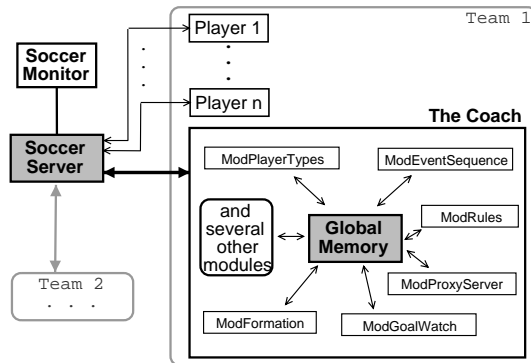 Team 1
Player 1
.
.
.
.
.
.
Soccer
Monitor
Player n
The Coach
Soccer
Server
ModPlayerTypes
ModEventSequence
and
several
other
modules
Global
Memory
ModRules
ModProxyServer
Team 2
. . .
ModFormation
ModGoalWatch